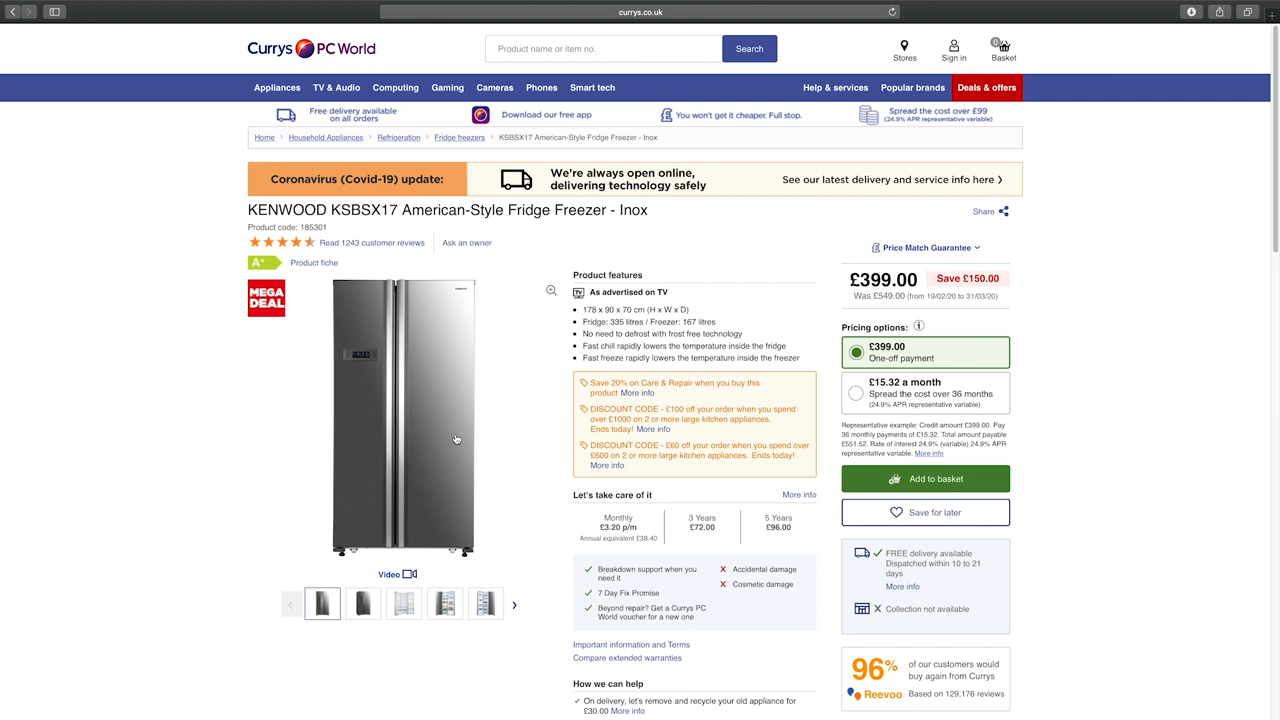 currys.co.uk
Currys PC World
Product name or item no.
Search
Stores
Sign in
0
Basket
Appliances
TV & Audio
Computing
Gaming
Cameras
Phones
Smart tech
Help & services
Popular brands
Deals & offers
Free delivery available
on all orders
Download our free app
You won't get it cheaper. Full stop.
Spread the cost over £99
(24.9% APR representative variable)
Home
Household Appliances
Refrigeration
Fridge freezers
KSBSX17 American-Style Fridge Freezer - Inox
Coronavirus (Covid-19) update:
We're always open online,
delivering technology safely
See our latest delivery and service info here
KENWOOD KSBSX17 American-Style Fridge Freezer - Inox
Share
Product code: 185301
Read 1243 customer reviews
Ask an owner
A+
Product fiche
MEGA
DEAL
Video
Product features
TV As advertised on TV
178 x 90 x 70 cm (H x W x D)
Fridge: 335 litres / Freezer: 167 litres
No need to defrost with frost free technology
Fast chill rapidly lowers the temperature inside the fridge
Fast freeze rapidly lowers the temperature inside the freezer
Save 20% on Care & Repair when you buy this
product More info
DISCOUNT CODE - £100 off your order when you spend
over £1000 on 2 or more large kitchen appliances.
Ends today! More info
DISCOUNT CODE - £60 off your order when you spend over
£600 on 2 or more large kitchen appliances. Ends today!
More info
Let's take care of it
More info
Monthly
£3.20 p/m
Annual equivalent £38.40
3 Years
£72.00
5 Years
£96.00
Breakdown support when you
need it
7 Day Fix Promise
Beyond repair? Get a Currys PC
World voucher for a new one
Accidental damage
Cosmetic damage
Important information and Terms
Compare extended warranties
How we can help
On delivery, let's remove and recycle your old appliance for
£30.00 More info
Price Match Guarantee
£399.00
Save £150.00
Was £549.00 (from 19/02/20 to 31/03/20)
Pricing options:
£399.00
One-off payment
£15.32 a month
Spread the cost over 36 months
(24.9% APR representative variable)
Representative example: Credit amount £399.00. Pay
36 monthly payments of £15.32. Total amount payable
£551.52. Rate of interest 24.9% (variable) 24.9% APR
representative variable. More info
Add to basket
Save for later
FREE delivery available
Dispatched within 10 to 21
days
More info
Collection not available
96%
of our customers would
buy again from Currys
Reevoo
Based on 129,176 reviews